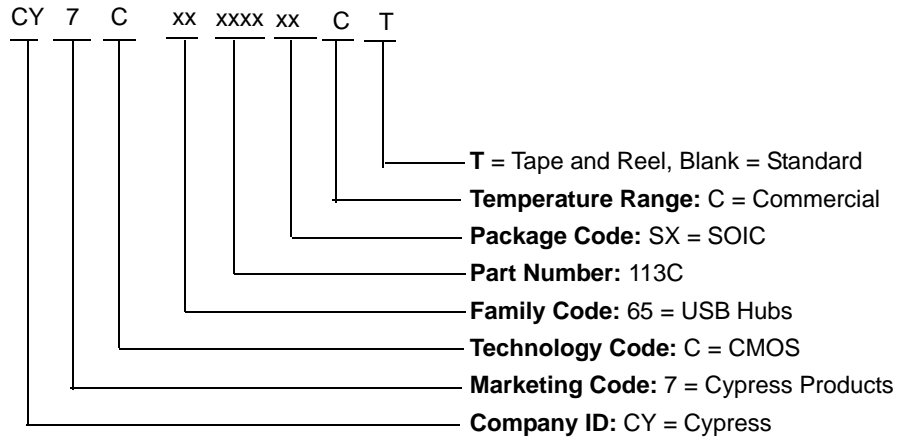 CY 7 C xx xxxx xx C T
T = Tape and Reel, Blank = Standard
Temperature Range: C = Commercial
Package Code: SX = SOIC
Part Number: 113C
Family Code: 65 = USB Hubs
Technology Code: C = CMOS
Marketing Code: 7 = Cypress Products
Company ID: CY = Cypress